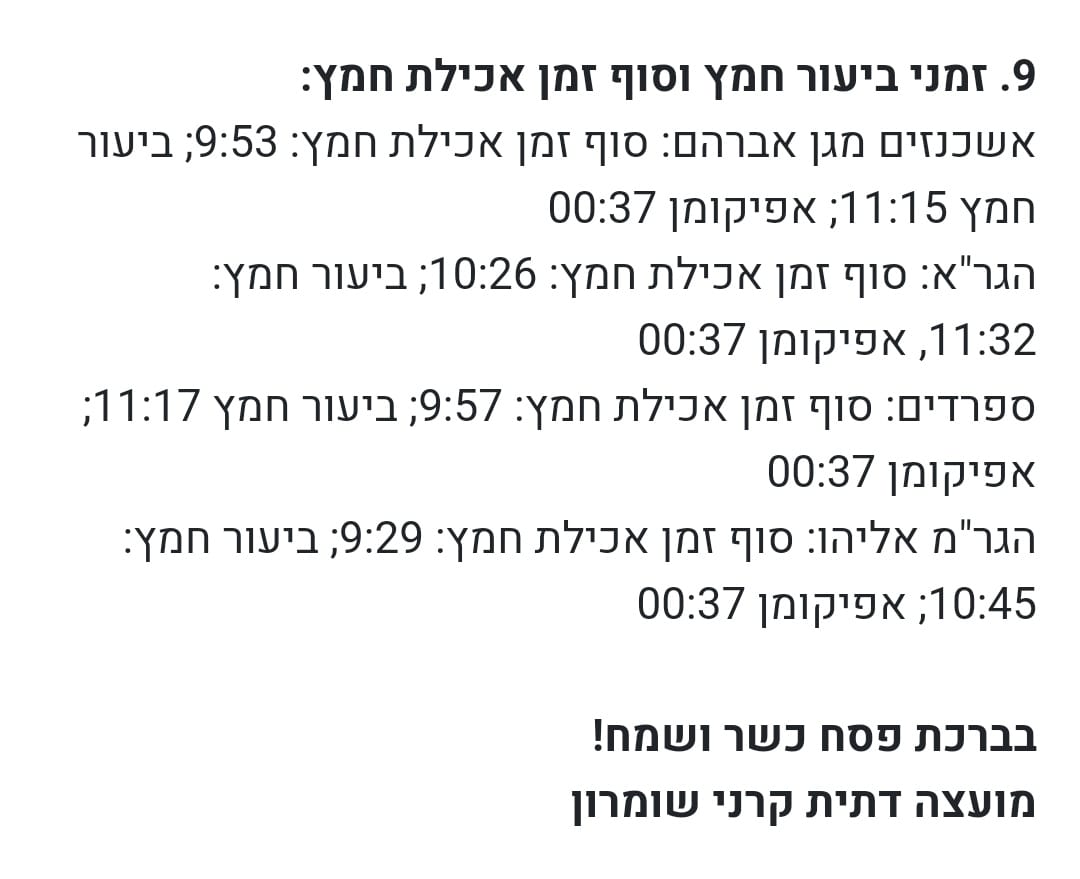 9. זמני ביעור חמץ וסוף זמן אכילת חמץ:
אשכנזים מגן אברהם: סוף זמן אכילת חמץ: 9:53; ביעור
חמץ 11:15; אפיקומן 00:37
הגר"א: סוף זמן אכילת חמץ: 10:26; ביעור חמץ:
11:32, אפיקומן 00:37
ספרדים: סוף זמן אכילת חמץ: 9:57; ביעור חמץ 11:17;
אפיקומן 00:37
הגר"מ אליהו: סוף זמן אכילת חמץ: 9:29; ביעור חמץ:
10:45; אפיקומן 00:37
בברכת פסח כשר ושמח!
מועצה דתית קרני שומרון